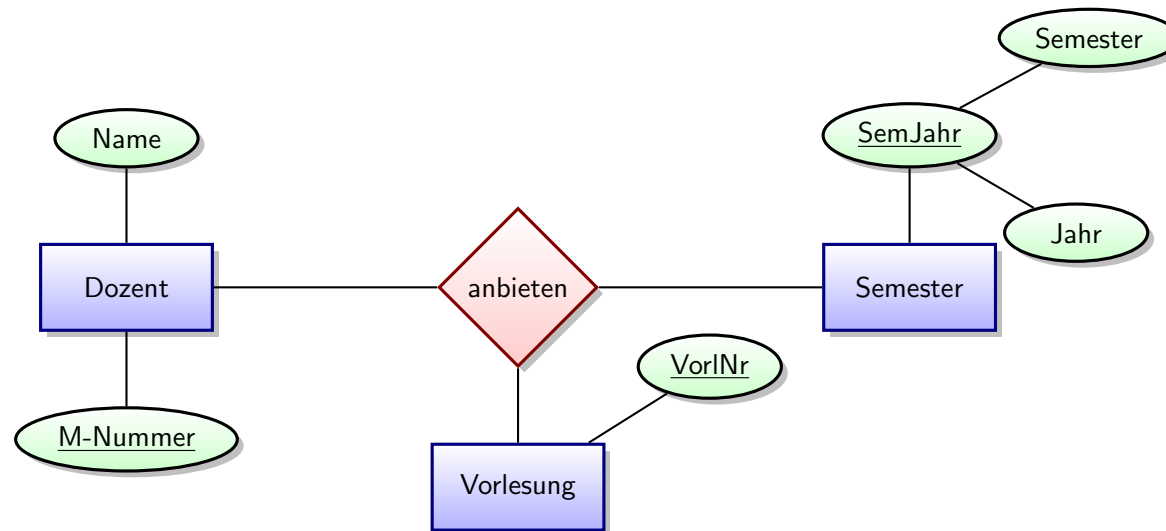 Semester
SemJahr
Name
Jahr
Dozent
anbieten
Semester
VorlNr
M-Nummer
Vorlesung